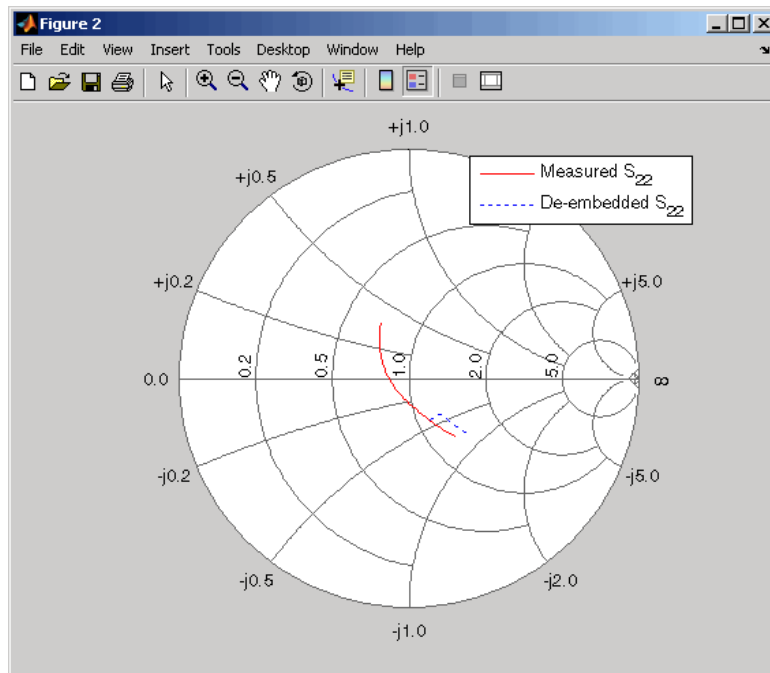 Figure 2
File Edit View Insert Tools Desktop Window Help
+j1.0
Measured S22
De-embedded S22
+j0.5
+j0.2
+j5.0
0.0
0.2
0.5
1.0
2.0
5.0
∞
-j0.2
-j5.0
-j0.5
-j2.0
-j1.0